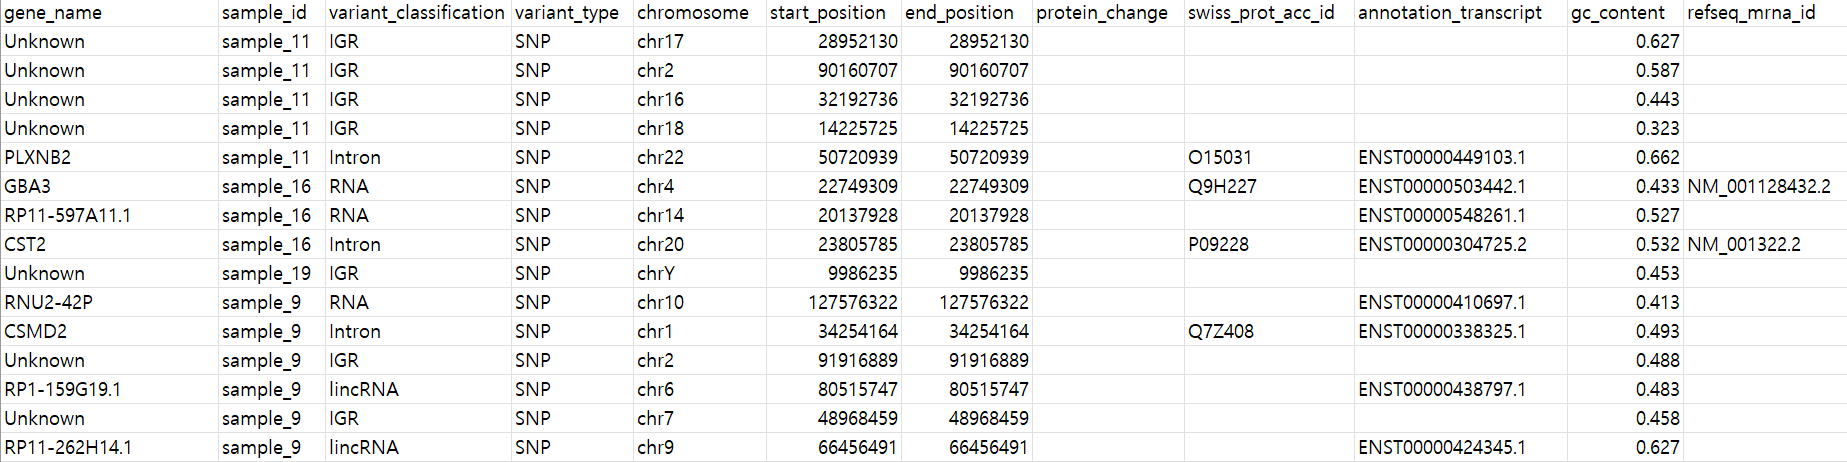 gene_name sample_id variant_classification variant_type chromosome start_position end_position protein_change swiss_prot_acc_id annotation_transcript gc_content refseq_mrna_id
Unknown sample_11 IGR SNP chr17 28952130 28952130 0.627
Unknown sample_11 IGR SNP chr2 90160707 90160707 0.587
Unknown sample_11 IGR SNP chr16 32192736 32192736 0.443
Unknown sample_11 IGR SNP chr18 14225725 14225725 0.323
PLXNB2 sample_11 Intron SNP chr22 50720939 50720939 O15031 ENST00000449103.1 0.662
GBA3 sample_16 RNA SNP chr4 22749309 22749309 Q9H227 ENST00000503442.1 0.433 NM_001128432.2
RP11-597A11.1 sample_16 RNA SNP chr14 20137928 20137928 ENST00000548261.1 0.527
CST2 sample_16 Intron SNP chr20 23805785 23805785 P09228 ENST00000304725.2 0.532 NM_001322.2
Unknown sample_19 IGR SNP chrY 9986235 9986235 0.453
RNU2-42P sample_9 RNA SNP chr10 127576322 127576322 ENST00000410697.1 0.413
CSMD2 sample_9 Intron SNP chr1 34254164 34254164 Q7Z408 ENST00000338325.1 0.493
Unknown sample_9 IGR SNP chr2 91916889 91916889 0.488
RP1-159G19.1 sample_9 lincRNA SNP chr6 80515747 80515747 ENST00000438797.1 0.483
Unknown sample_9 IGR SNP chr7 48968459 48968459 0.458
RP11-262H14.1 sample_9 lincRNA SNP chr9 66456491 66456491 ENST00000424345.1 0.627